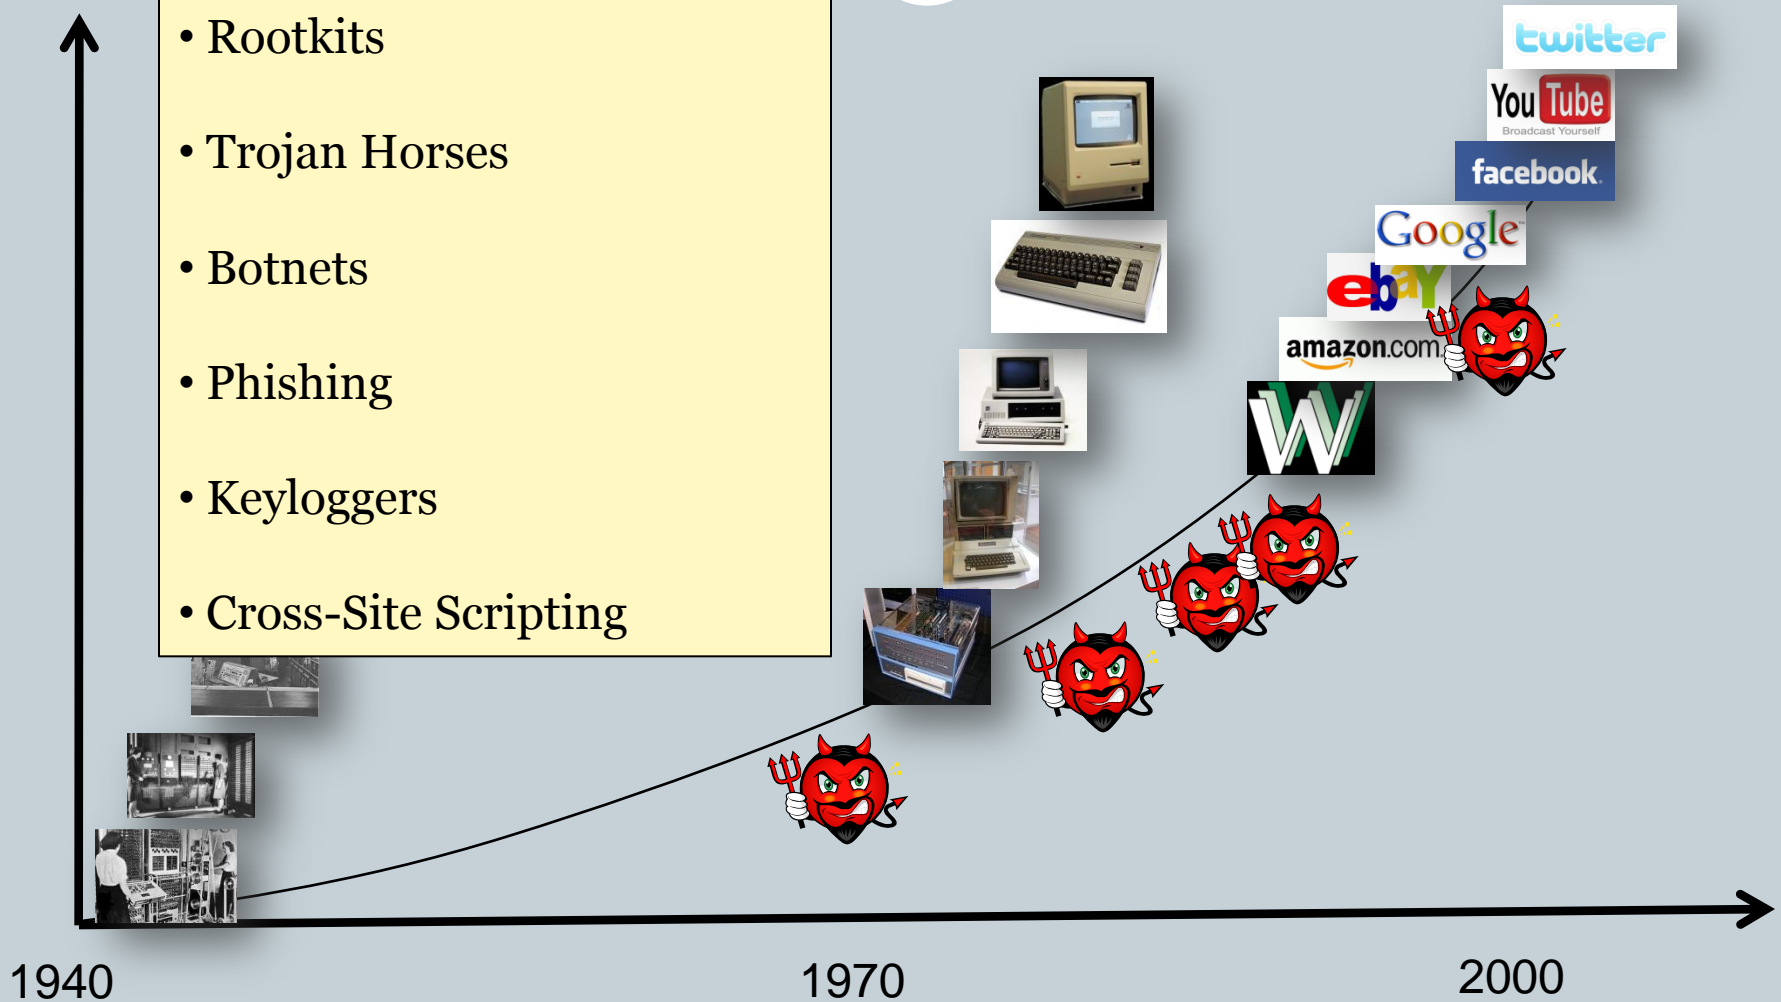 • Rootkits
• Trojan Horses
• Botnets
• Phishing
• Keyloggers
• Cross-Site Scripting
twitter
You Tube
Broadcast Yourself
facebook
Google
ebaY
amazon.com
W
1940
1970
2000